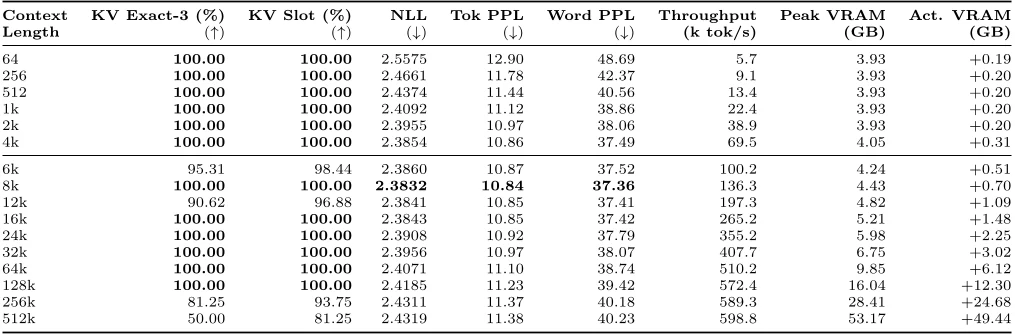 Context KV Exact-3 (%) KV Slot (%) NLL Tok PPL Word PPL Throughput Peak VRAM Act. VRAM
Length (↑) (↑) (↓) (↓) (↓) (k tok/s) (GB) (GB)
64 100.00 100.00 2.5575 12.90 48.69 5.7 3.93 +0.19
256 100.00 100.00 2.4661 11.78 42.37 9.1 3.93 +0.20
512 100.00 100.00 2.4374 11.44 40.56 13.4 3.93 +0.20
1k 100.00 100.00 2.4092 11.12 38.86 22.4 3.93 +0.20
2k 100.00 100.00 2.3955 10.97 38.06 38.9 3.93 +0.20
4k 100.00 100.00 2.3854 10.86 37.49 69.5 4.05 +0.31
6k 95.31 98.44 2.3860 10.87 37.52 100.2 4.24 +0.51
8k 100.00 100.00 2.3832 10.84 37.36 136.3 4.43 +0.70
12k 90.62 96.88 2.3841 10.85 37.41 197.3 4.82 +1.09
16k 100.00 100.00 2.3843 10.85 37.42 265.2 5.21 +1.48
24k 100.00 100.00 2.3908 10.92 37.79 355.2 5.98 +2.25
32k 100.00 100.00 2.3956 10.97 38.07 407.7 6.75 +3.02
64k 100.00 100.00 2.4071 11.10 38.74 510.2 9.85 +6.12
128k 100.00 100.00 2.4185 11.23 39.42 572.4 16.04 +12.30
256k 81.25 93.75 2.4311 11.37 40.18 589.3 28.41 +24.68
512k 50.00 81.25 2.4319 11.38 40.23 598.8 53.17 +49.44